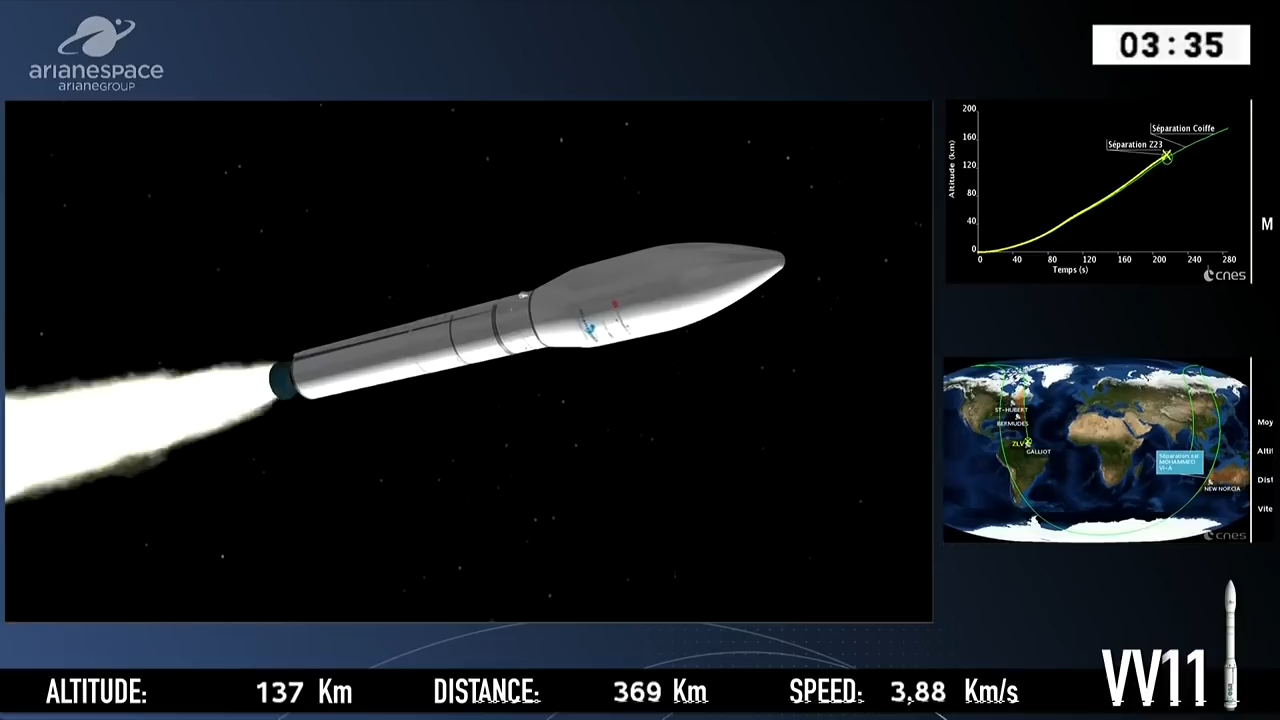 arianespace
arianeGROUP
03:35
200
160
120
80
40
0
Altitude (km)
Séparation Coiffe
Séparation Z23
0 40 80 120 160 200 240 280
Temps (s)
cnes
M
ST-HUBERT
BERMUDES
ZLV
GALLIOT
Séparation sat
MOHAMMED
VI-A
NEW NORCIA
cnes
Moy
Alti
Dist
Vite
ALTITUDE: 137 Km DISTANCE: 369 Km SPEED: 3,88 Km/s
VV11
esa